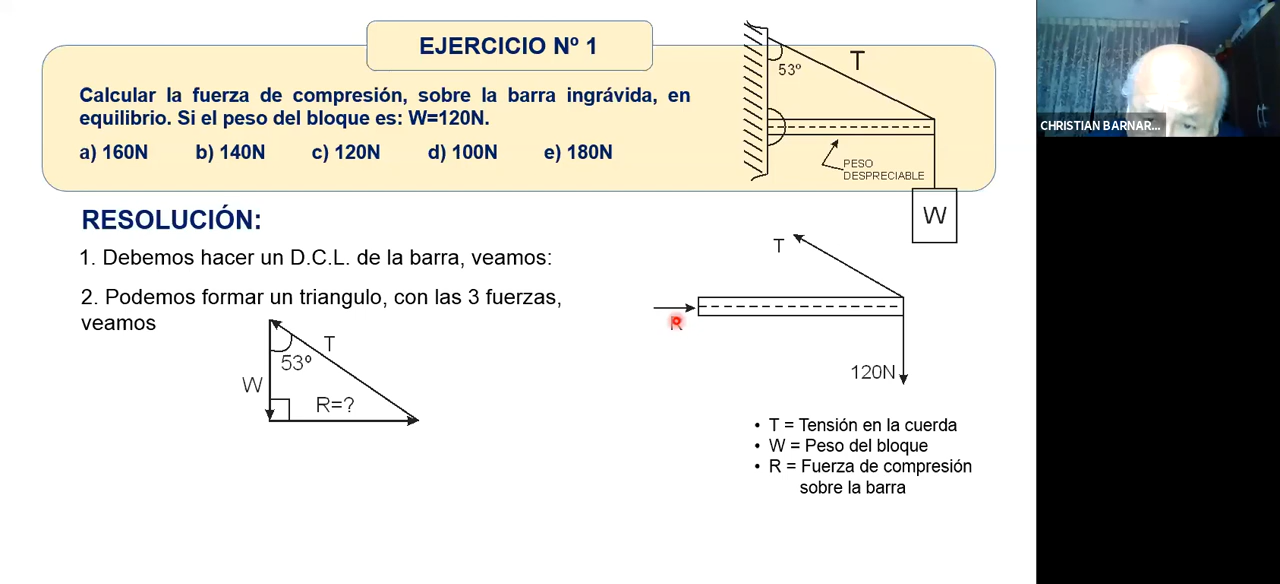 EJERCICIO Nº 1
Calcular la fuerza de compresión, sobre la barra ingrávida, en
equilibrio. Si el peso del bloque es: W=120N.
a) 160N b) 140N c) 120N d) 100N e) 180N
T
53º
PESO
DESPRECIABLE
W
CHRISTIAN BARNAR...
RESOLUCIÓN:
1. Debemos hacer un D.C.L. de la barra, veamos:
2. Podemos formar un triangulo, con las 3 fuerzas,
veamos
T
53º
W
R=?
T
R
120N
• T = Tensión en la cuerda
• W = Peso del bloque
• R = Fuerza de compresión
sobre la barra